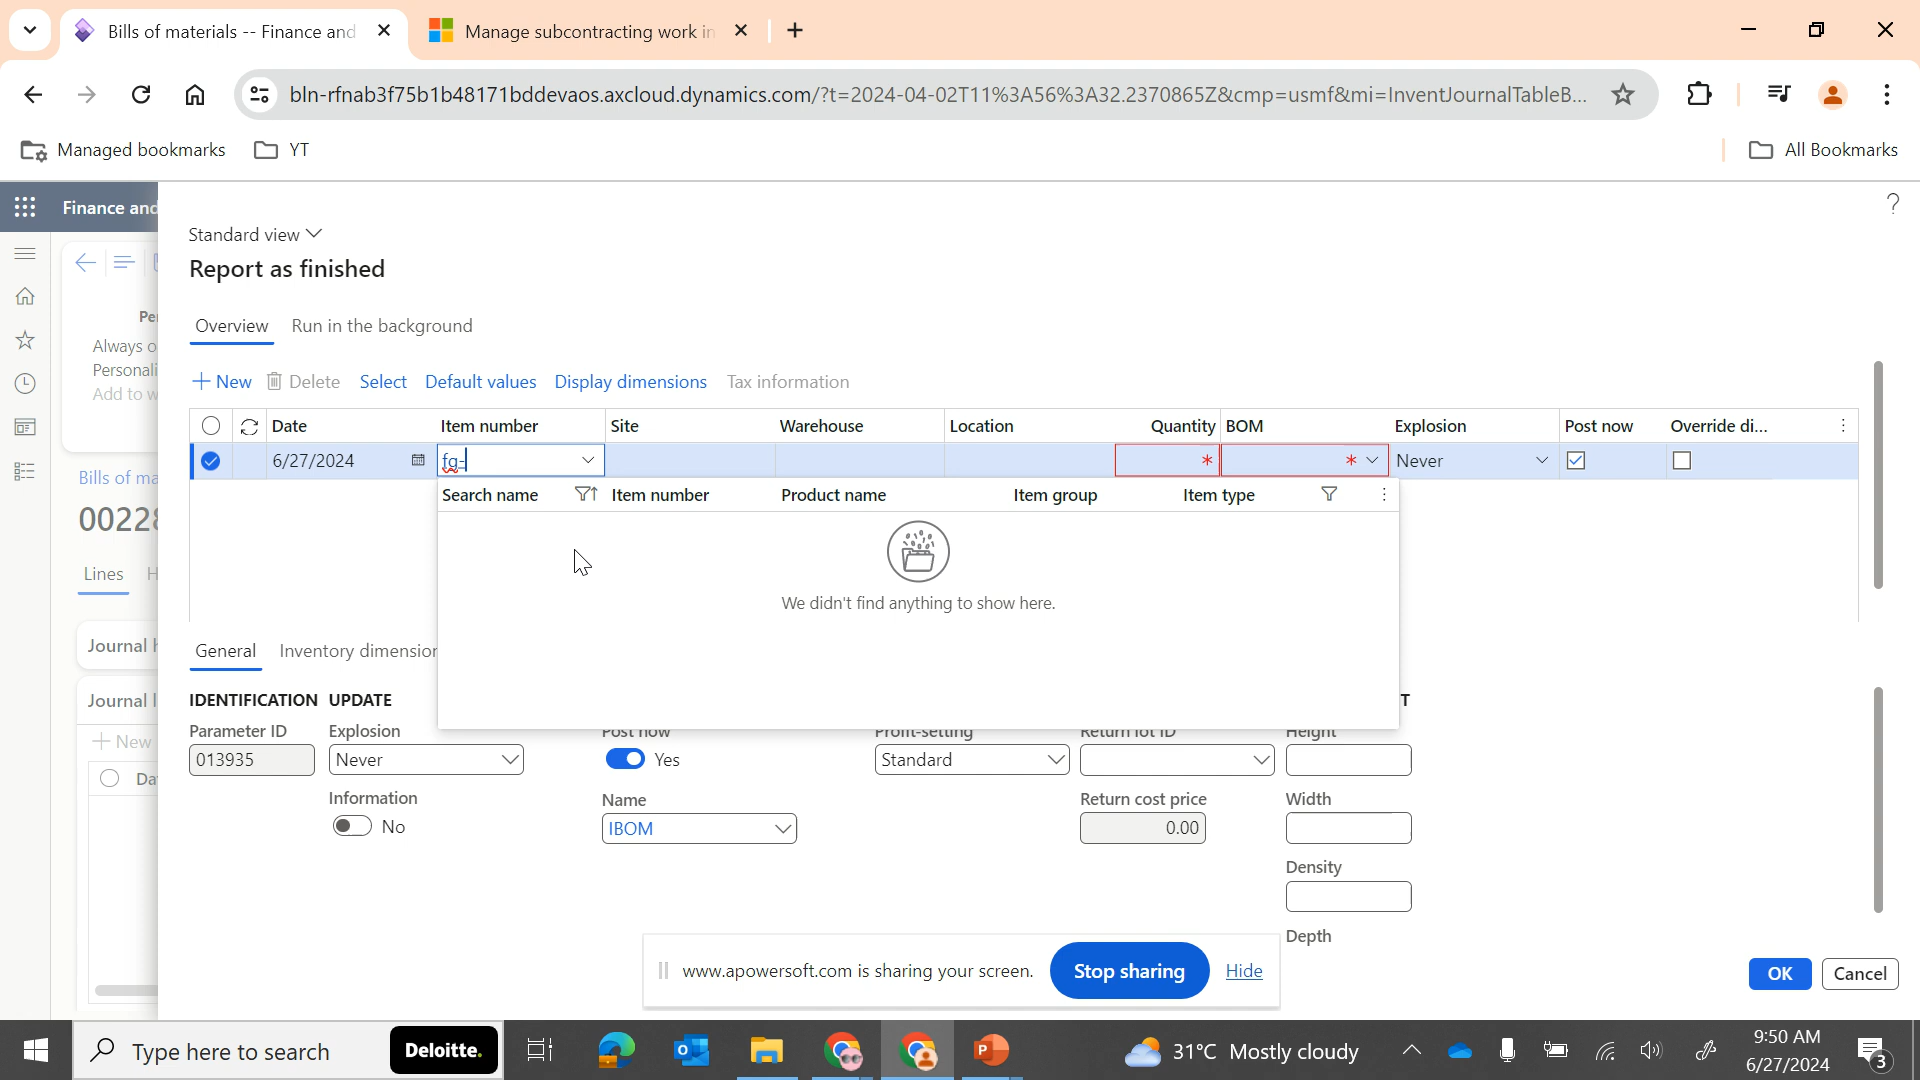 Bills of materials -- Finance and
Manage subcontracting work in
bln-rfnab3f75b1b48171bddevaos.axcloud.dynamics.com/?t=2024-04-02T11%3A56%3A32.2370865Z&cmp=usmf&mi=InventJournalTableB...
Managed bookmarks YT All Bookmarks
Finance and
Standard view
Report as finished
Overview Run in the background
+ New Delete Select Default values Display dimensions Tax information
Date Item number Site Warehouse Location Quantity BOM Explosion Post now Override di...
6/27/2024 fg- * * Never
Search name Item number Product name Item group Item type
We didn't find anything to show here.
General Inventory dimension
IDENTIFICATION UPDATE T
Parameter ID Explosion Post now Profit-setting Return lot ID Height
013935 Never Yes Standard
Information Name Return cost price Width
No IBOM 0.00
Density
Depth
OK Cancel
Per
Always o
Personali
Add to w
Bills of ma
00228
Lines H
Journal h
Journal l
+ New
Da
www.apowersoft.com is sharing your screen. Stop sharing Hide
Type here to search Deloitte. 31°C Mostly cloudy 9:50 AM
6/27/2024 3